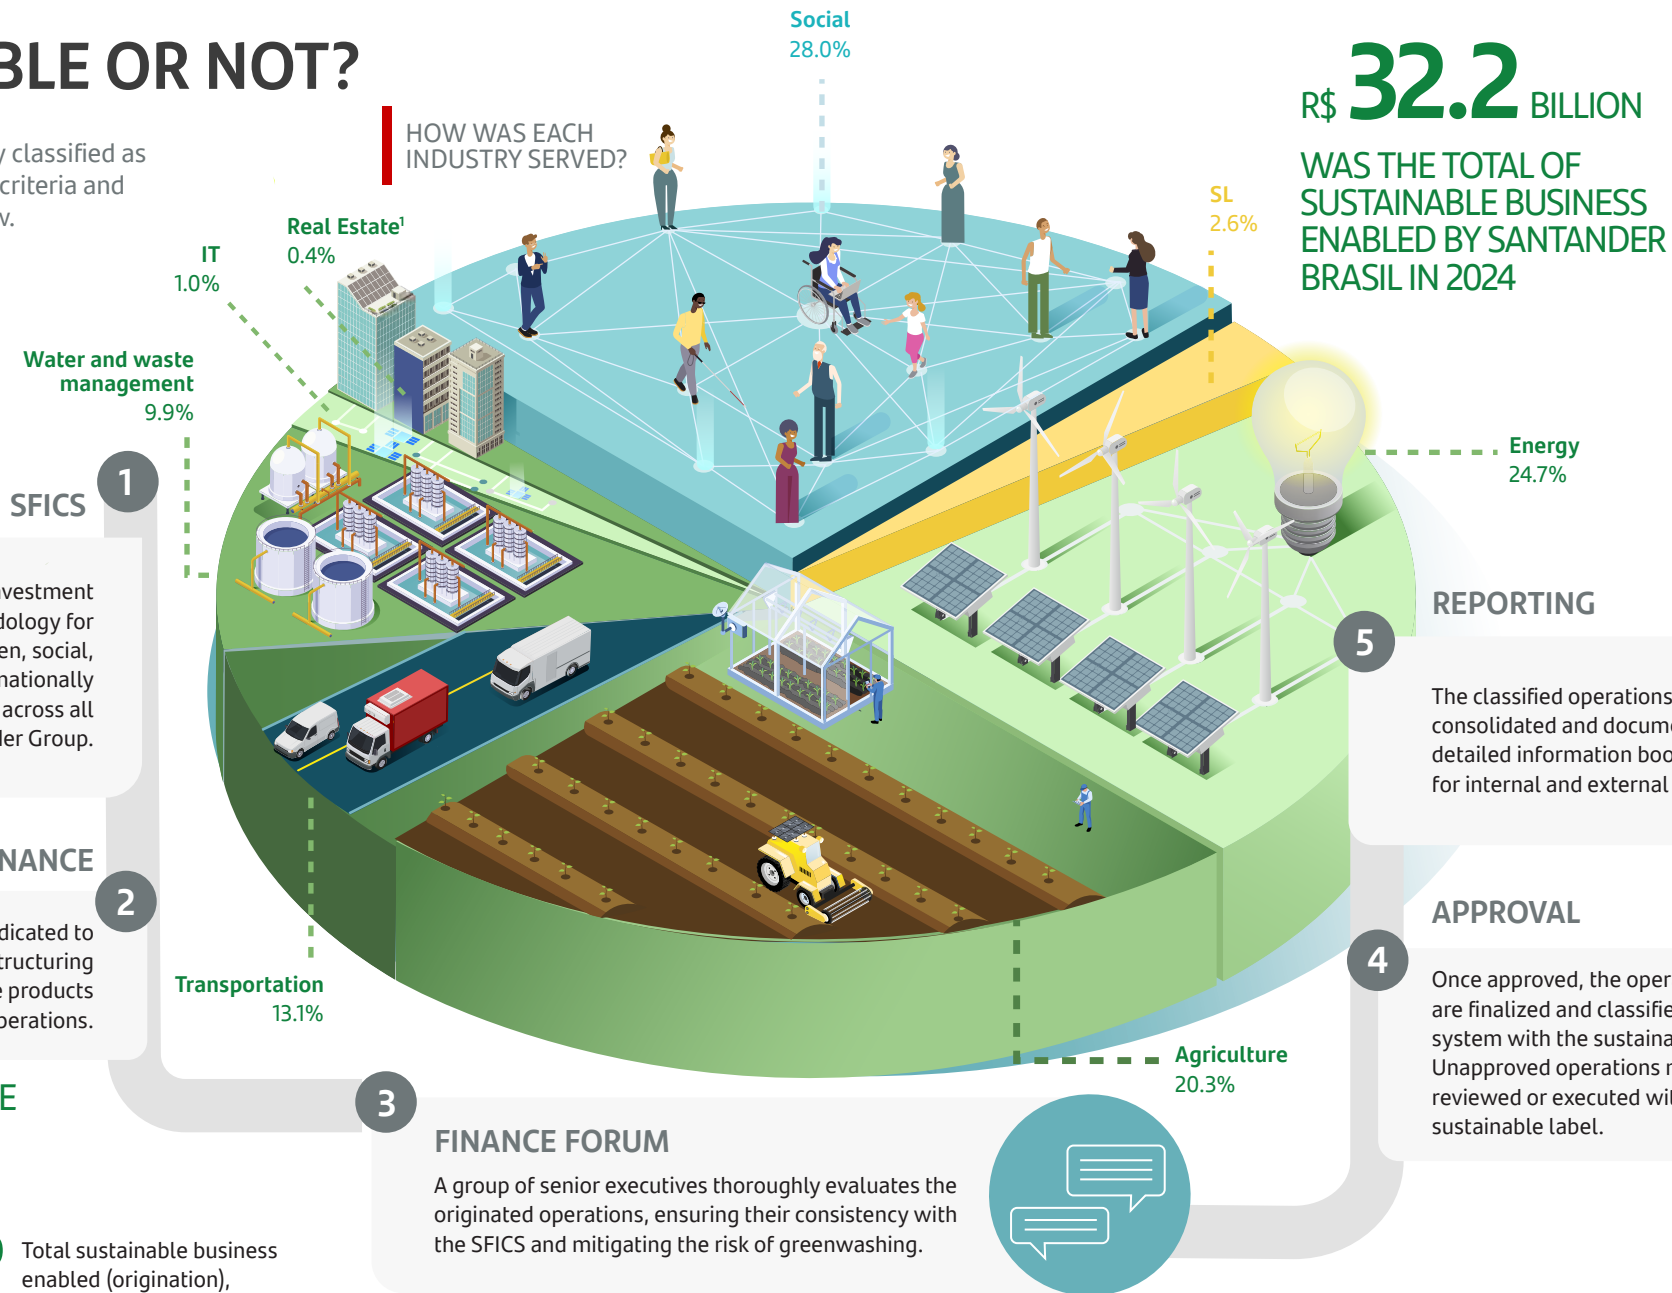 BLE OR NOT?
classified as
criteria and
HOW WAS EACH
INDUSTRY SERVED?
Social
28.0%
SL
2.6%
R$ 32.2 BILLION
WAS THE TOTAL OF
SUSTAINABLE BUSINESS
ENABLED BY SANTANDER
BRASIL IN 2024
Real Estate¹
0.4%
IT
1.0%
Water and waste
management
9.9%
Energy
24.7%
Transportation
13.1%
Agriculture
20.3%
1
SFICS
vestment
dology for
en, social,
nationally
across all
der Group.
2
NANCE
dicated to
tructuring
products
perations.
E
3
FINANCE FORUM
A group of senior executives thoroughly evaluates the
originated operations, ensuring their consistency with
the SFICS and mitigating the risk of greenwashing.
4
APPROVAL
Once approved, the oper
are finalized and classifie
system with the sustaina
Unapproved operations
reviewed or executed wit
sustainable label.
5
REPORTING
The classified operations
consolidated and docume
detailed information boo
for internal and external
Total sustainable business
enabled (origination),